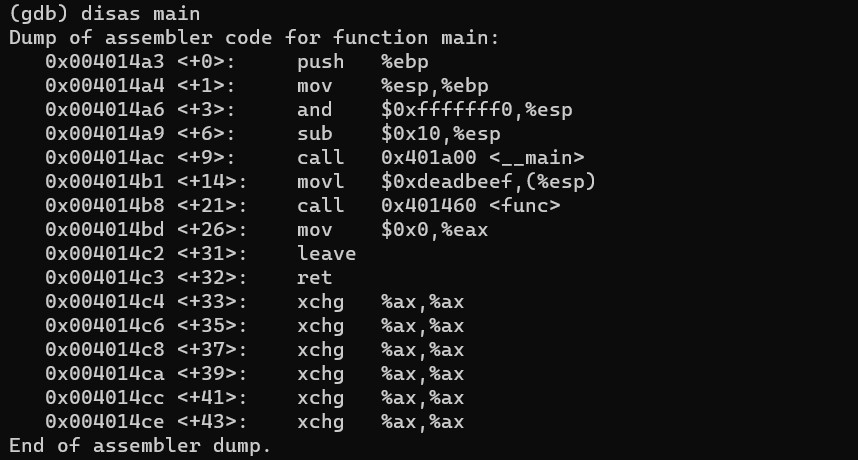 (gdb) disas main
Dump of assembler code for function main:
   0x004014a3 <+0>:     push   %ebp
   0x004014a4 <+1>:     mov    %esp,%ebp
   0x004014a6 <+3>:     and    $0xfffffff0,%esp
   0x004014a9 <+6>:     sub    $0x10,%esp
   0x004014ac <+9>:     call   0x401a00 <__main>
   0x004014b1 <+14>:    movl   $0xdeadbeef,(%esp)
   0x004014b8 <+21>:    call   0x401460 <func>
   0x004014bd <+26>:    mov    $0x0,%eax
   0x004014c2 <+31>:    leave
   0x004014c3 <+32>:    ret
   0x004014c4 <+33>:    xchg   %ax,%ax
   0x004014c6 <+35>:    xchg   %ax,%ax
   0x004014c8 <+37>:    xchg   %ax,%ax
   0x004014ca <+39>:    xchg   %ax,%ax
   0x004014cc <+41>:    xchg   %ax,%ax
   0x004014ce <+43>:    xchg   %ax,%ax
End of assembler dump.